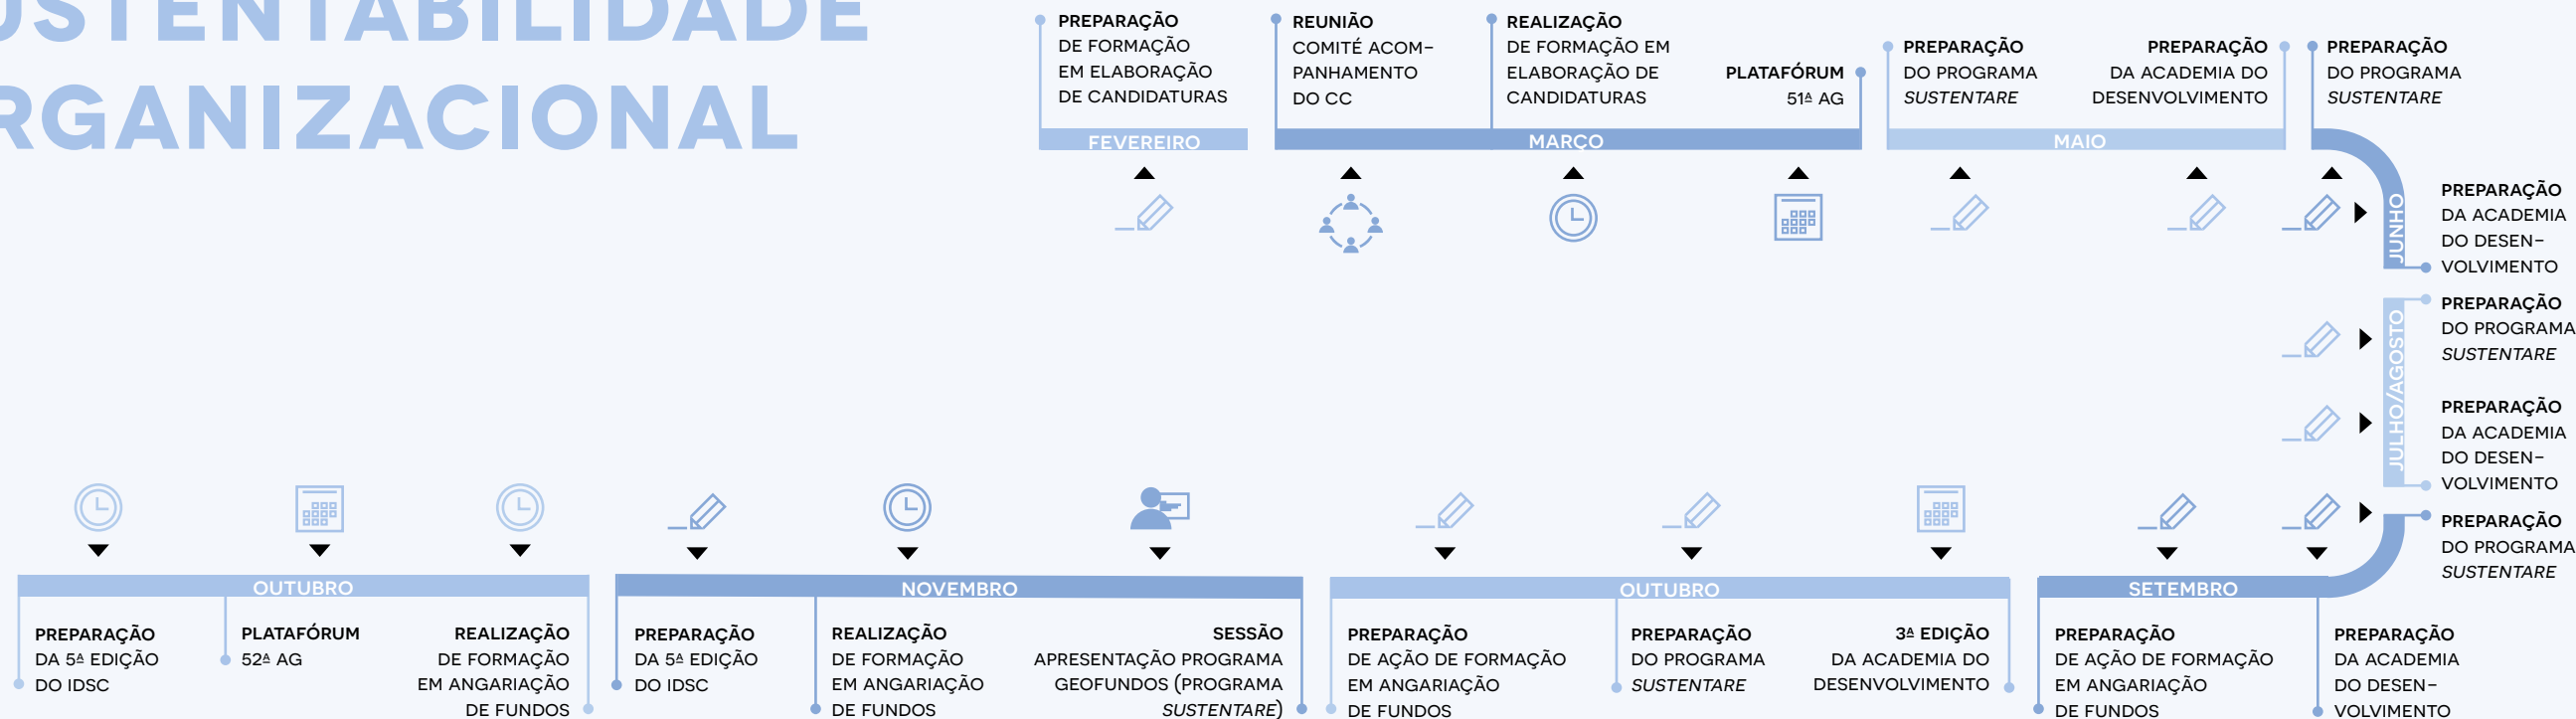 USTENTABILIDADE
RGANIZACIONAL
PREPARAÇÃO
DE FORMAÇÃO
EM ELABORAÇÃO
DE CANDIDATURAS
FEVEREIRO
REUNIÃO
COMITÉ ACOM-
PANHAMENTO
DO CC
REALIZAÇÃO
DE FORMAÇÃO EM
ELABORAÇÃO DE
CANDIDATURAS
PLATAFÓRUM
51ª AG
MARÇO
PREPARAÇÃO
DO PROGRAMA
SUSTENTARE
PREPARAÇÃO
DA ACADEMIA DO
DESENVOLVIMENTO
MAIO
PREPARAÇÃO
DO PROGRAMA
SUSTENTARE
JUNHO
PREPARAÇÃO
DA ACADEMIA
DO DESEN-
VOLVIMENTO
JULHO/AGOSTO
PREPARAÇÃO
DO PROGRAMA
SUSTENTARE
PREPARAÇÃO
DA ACADEMIA
DO DESEN-
VOLVIMENTO
PREPARAÇÃO
DO PROGRAMA
SUSTENTARE
OUTUBRO
PREPARAÇÃO
DA 5ª EDIÇÃO
DO IDSC
PLATAFÓRUM
52ª AG
REALIZAÇÃO
DE FORMAÇÃO
EM ANGARIAÇÃO
DE FUNDOS
NOVEMBRO
PREPARAÇÃO
DA 5ª EDIÇÃO
DO IDSC
REALIZAÇÃO
DE FORMAÇÃO
EM ANGARIAÇÃO
DE FUNDOS
SESSÃO
APRESENTAÇÃO PROGRAMA
GEOFUNDOS (PROGRAMA
SUSTENTARE)
OUTUBRO
PREPARAÇÃO
DE AÇÃO DE FORMAÇÃO
EM ANGARIAÇÃO
DE FUNDOS
PREPARAÇÃO
DO PROGRAMA
SUSTENTARE
3ª EDIÇÃO
DA ACADEMIA DO
DESENVOLVIMENTO
SETEMBRO
PREPARAÇÃO
DE AÇÃO DE FORMAÇÃO
EM ANGARIAÇÃO
DE FUNDOS
PREPARAÇÃO
DA ACADEMIA
DO DESEN-
VOLVIMENTO